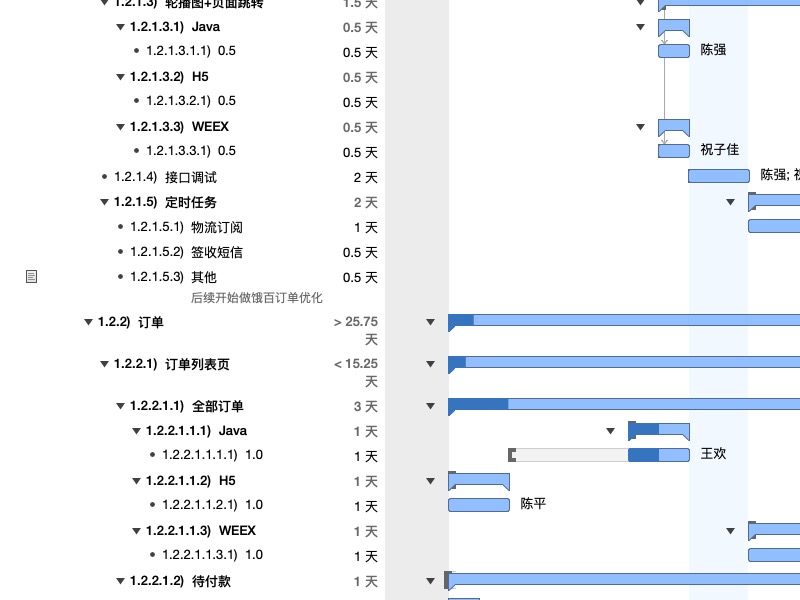 1.2.1.3) 轮播图+页面跳转 1.5 天
1.2.1.3.1) Java 0.5 天
1.2.1.3.1.1) 0.5 0.5 天 陈强
1.2.1.3.2) H5 0.5 天
1.2.1.3.2.1) 0.5 0.5 天
1.2.1.3.3) WEEX 0.5 天
1.2.1.3.3.1) 0.5 0.5 天 祝子佳
1.2.1.4) 接口调试 2 天 陈强;
1.2.1.5) 定时任务 2 天
1.2.1.5.1) 物流订阅 1 天
1.2.1.5.2) 签收短信 0.5 天
1.2.1.5.3) 其他 0.5 天
后续开始做饿百订单优化
1.2.2) 订单 > 25.75
天
1.2.2.1) 订单列表页 < 15.25
天
1.2.2.1.1) 全部订单 3 天
1.2.2.1.1.1) Java 1 天
1.2.2.1.1.1.1) 1.0 1 天 王欢
1.2.2.1.1.2) H5 1 天
1.2.2.1.1.2.1) 1.0 1 天 陈平
1.2.2.1.1.3) WEEX 1 天
1.2.2.1.1.3.1) 1.0 1 天
1.2.2.1.2) 待付款 1 天